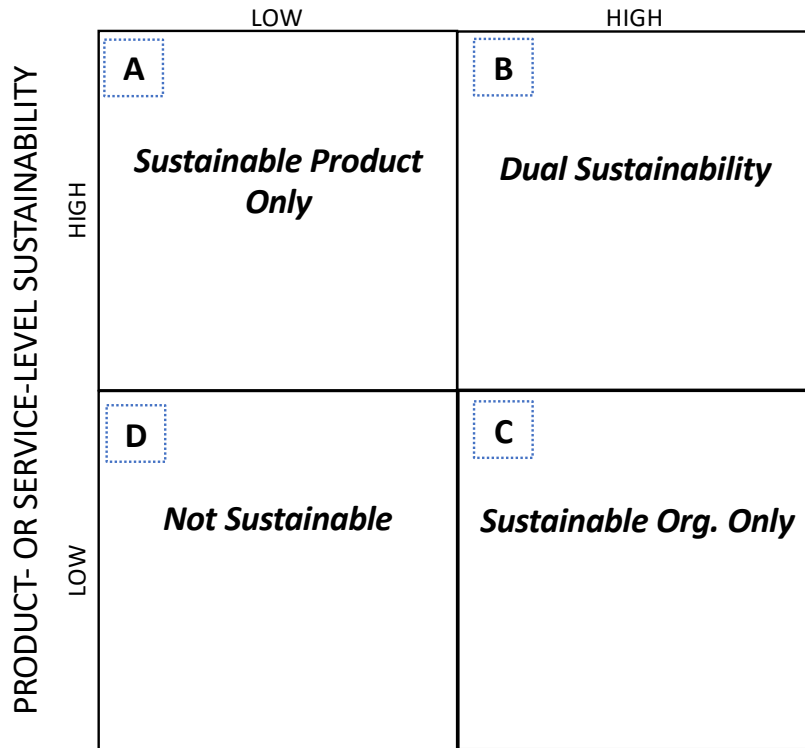 LOW
HIGH
PRODUCT- OR SERVICE-LEVEL SUSTAINABILITY
HIGH
A
Sustainable Product
Only
B
Dual Sustainability
LOW
D
Not Sustainable
C
Sustainable Org. Only